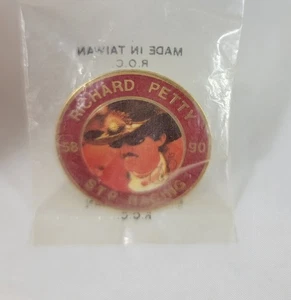 MADE IN TAIWAN
R.O.C.
RICHARD PETTY
58 90
STP RACING
R.O.C.